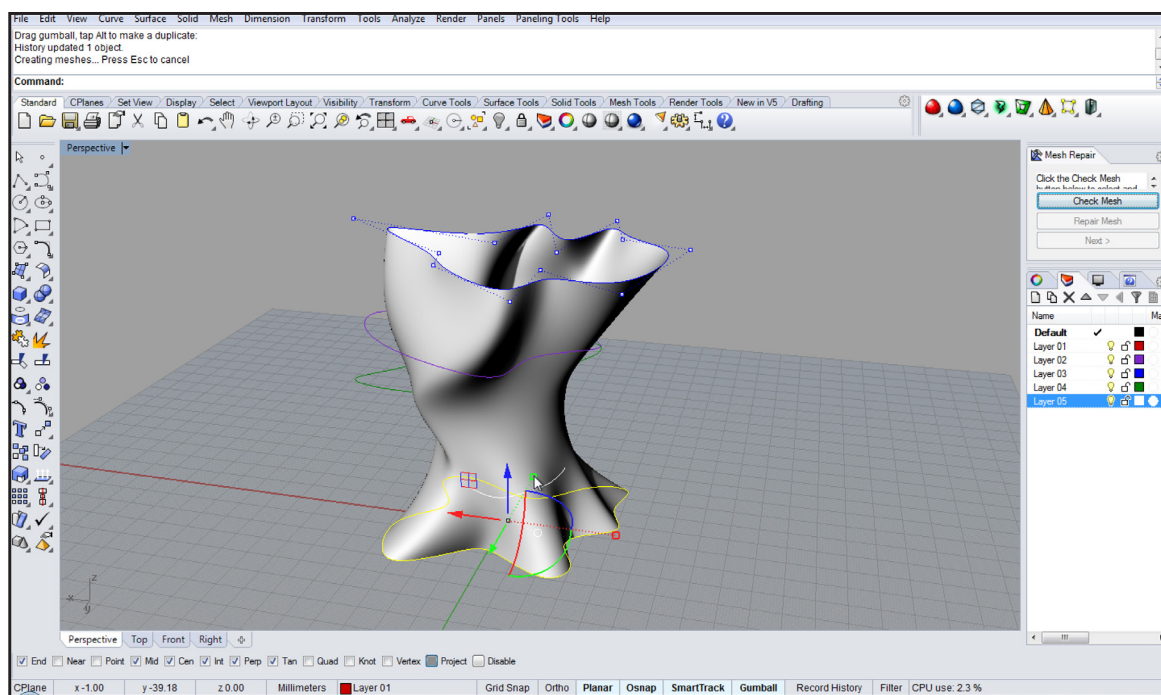 File Edit View Curve Surface Solid Mesh Dimension Transform Tools Analyze Render Panels Paneling Tools Help
Drag gumball, tap Alt to make a duplicate:
History updated 1 object.
Creating meshes... Press Esc to cancel
Command:
Standard CPlanes Set View Display Select Viewport Layout Visibility Transform Curve Tools Surface Tools Solid Tools Mesh Tools Render Tools New in V5 Drafting
Perspective
Mesh Repair
Click the Check Mesh
button below to select and
Check Mesh
Repair Mesh
Next >
Name Ma
Default
Layer 01
Layer 02
Layer 03
Layer 04
Layer 05
z
x
y
Perspective Top Front Right
End Near Point Mid Cen Int Perp Tan Quad Knot Vertex Project Disable
CPlane x -1.00 y -39.18 z 0.00 Millimeters Layer 01 Grid Snap Ortho Planar Osnap SmartTrack Gumball Record History Filter CPU use: 2.3 %